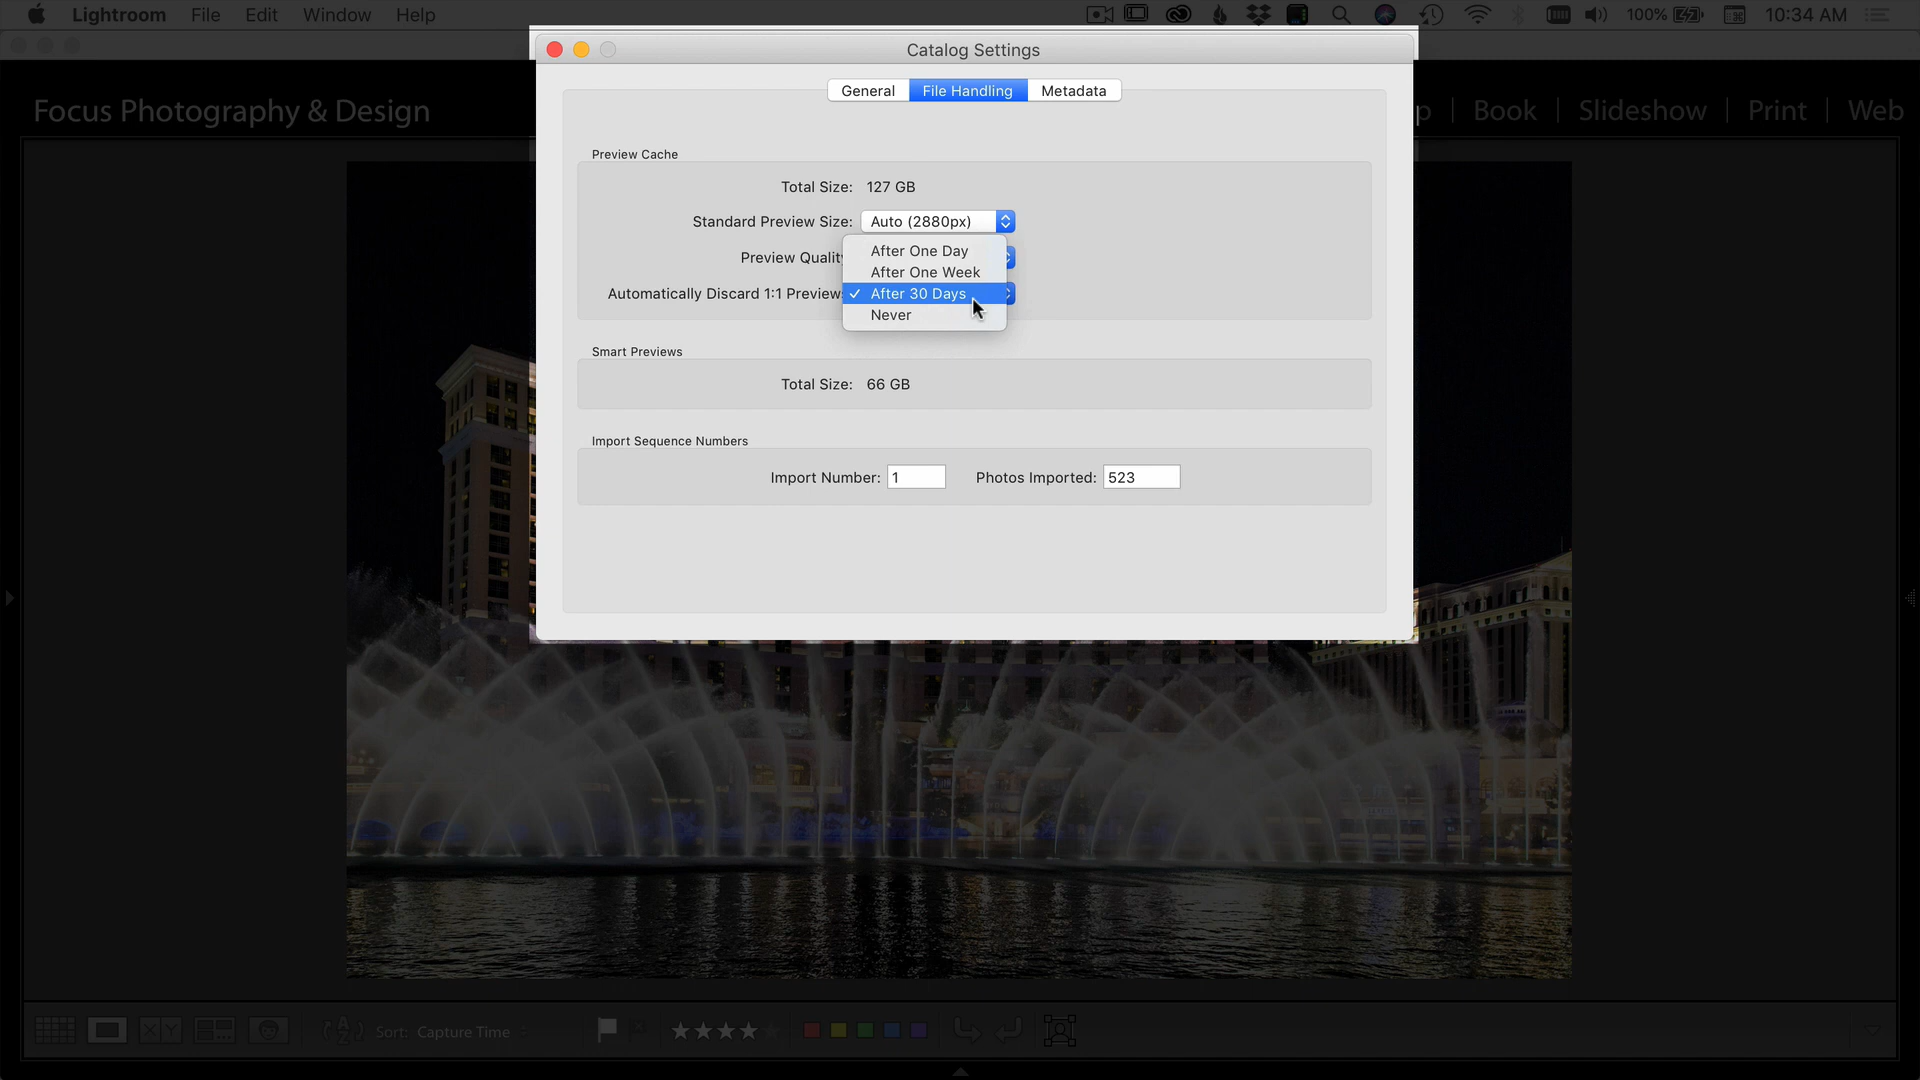 Lightroom File Edit Window Help 100% 10:34 AM
Catalog Settings
General File Handling Metadata
Focus Photography & Design
p | Book | Slideshow | Print | Web
Preview Cache
Total Size: 127 GB
Standard Preview Size: Auto (2880px)
Preview Quality
Automatically Discard 1:1 Preview
After One Day
After One Week
✓ After 30 Days
Never
Smart Previews
Total Size: 66 GB
Import Sequence Numbers
Import Number: 1 Photos Imported: 523
XY AZ Sort: Capture Time